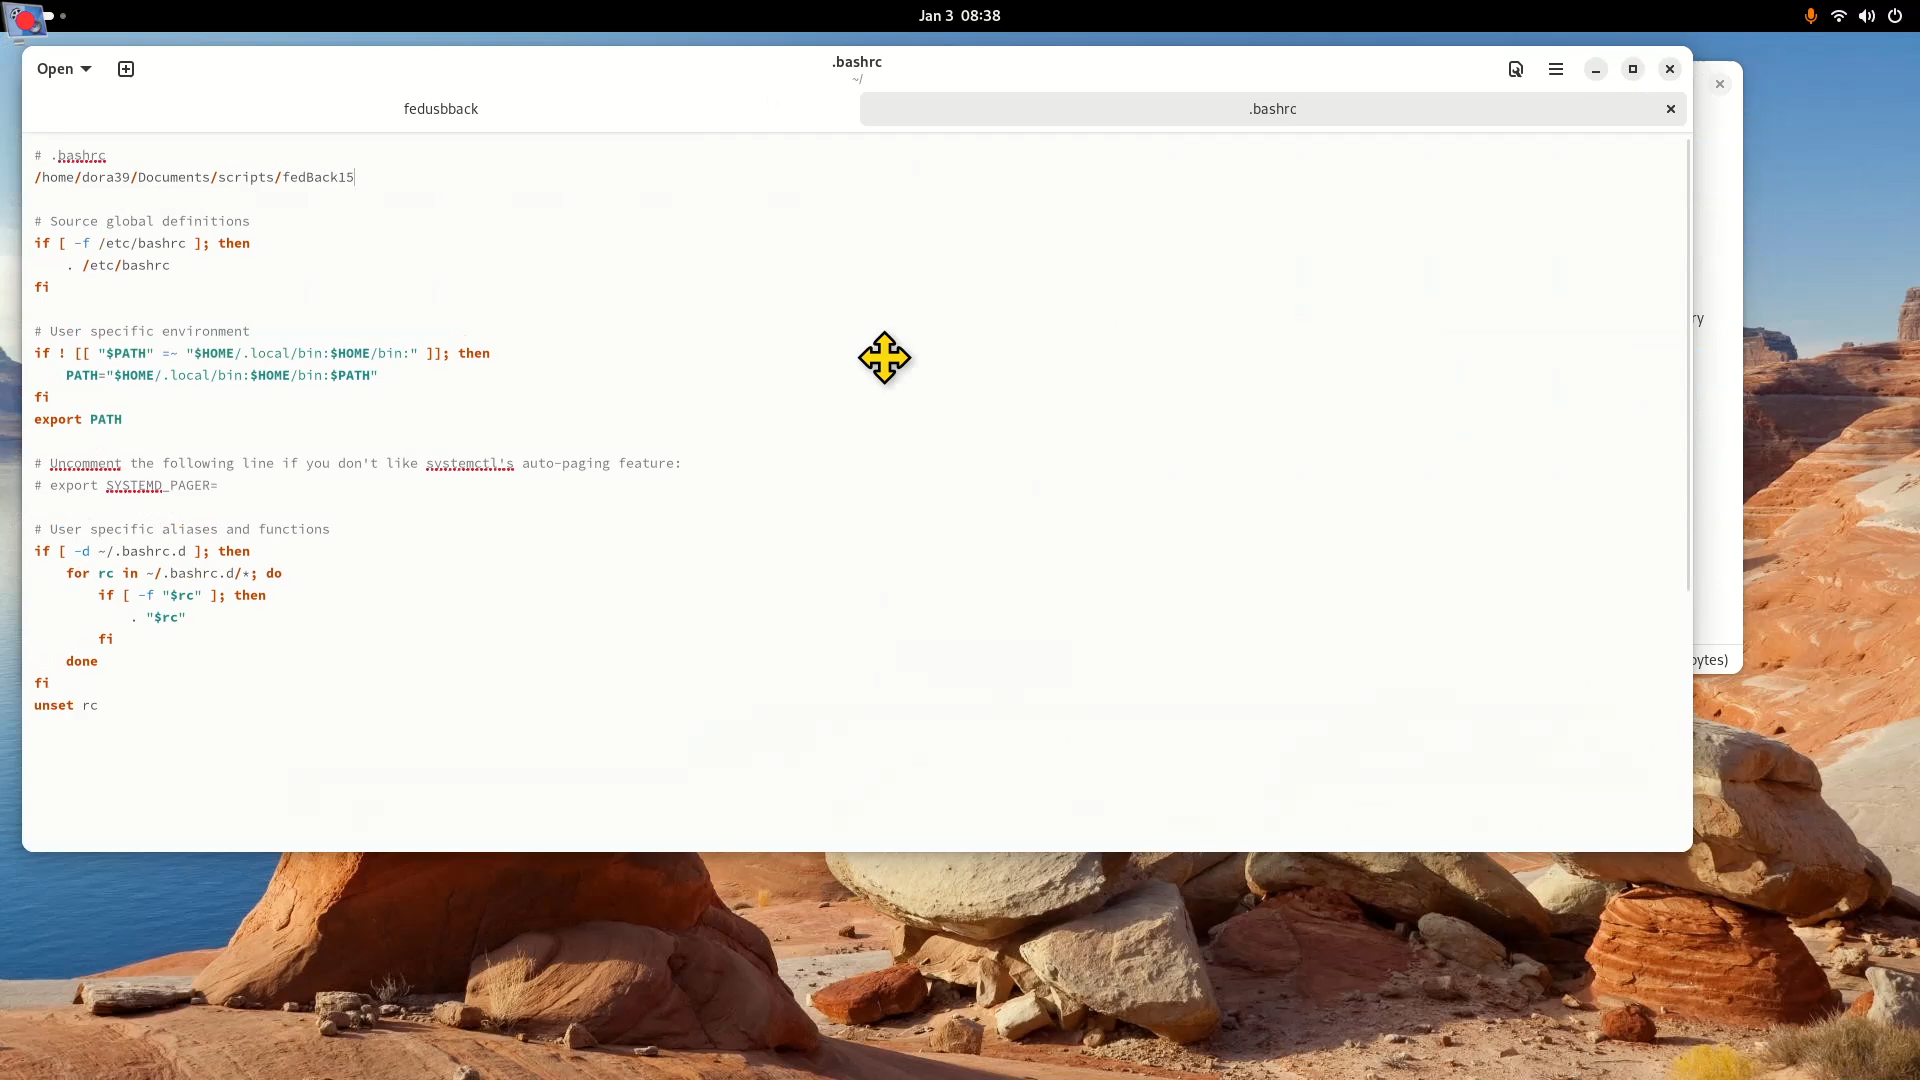 Jan 3 08:38
Open
.bashrc
~/
fedusbback
.bashrc
# .bashrc
/home/dora39/Documents/scripts/fedBack15

# Source global definitions
if [ -f /etc/bashrc ]; then
    . /etc/bashrc
fi

# User specific environment
if ! [[ "$PATH" =~ "$HOME/.local/bin:$HOME/bin:" ]]; then
    PATH="$HOME/.local/bin:$HOME/bin:$PATH"
fi
export PATH

# Uncomment the following line if you don't like systemctl's auto-paging feature:
# export SYSTEMD_PAGER=

# User specific aliases and functions
if [ -d ~/.bashrc.d ]; then
    for rc in ~/.bashrc.d/*; do
        if [ -f "$rc" ]; then
            . "$rc"
        fi
    done
fi
unset rc
ry
bytes)